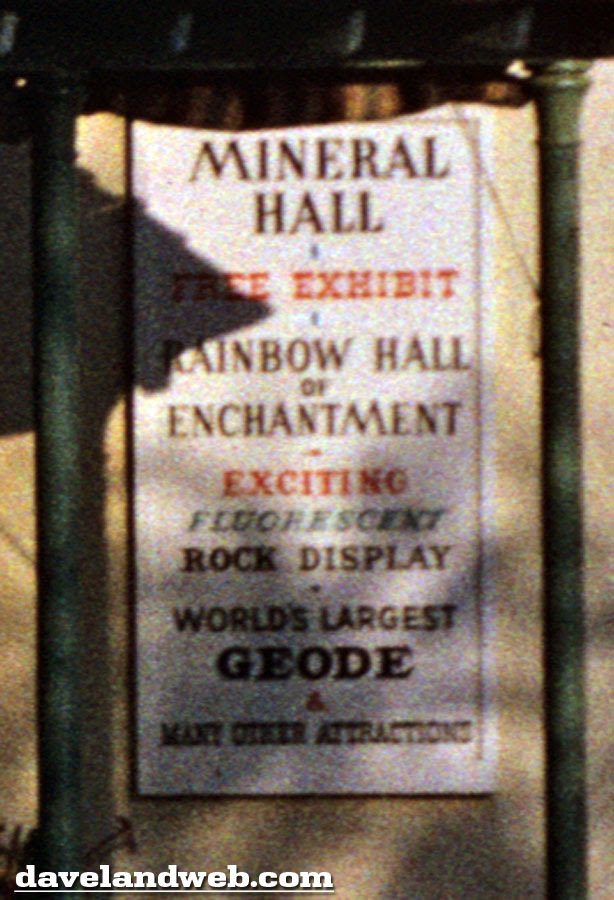 MINERAL
HALL
FREE EXHIBIT
RAINBOW HALL
OF
ENCHANTMENT
EXCITING
FLUORESCENT
ROCK DISPLAY
WORLD'S LARGEST
GEODE
&
MANY OTHER ATTRACTIONS
davelandweb.com